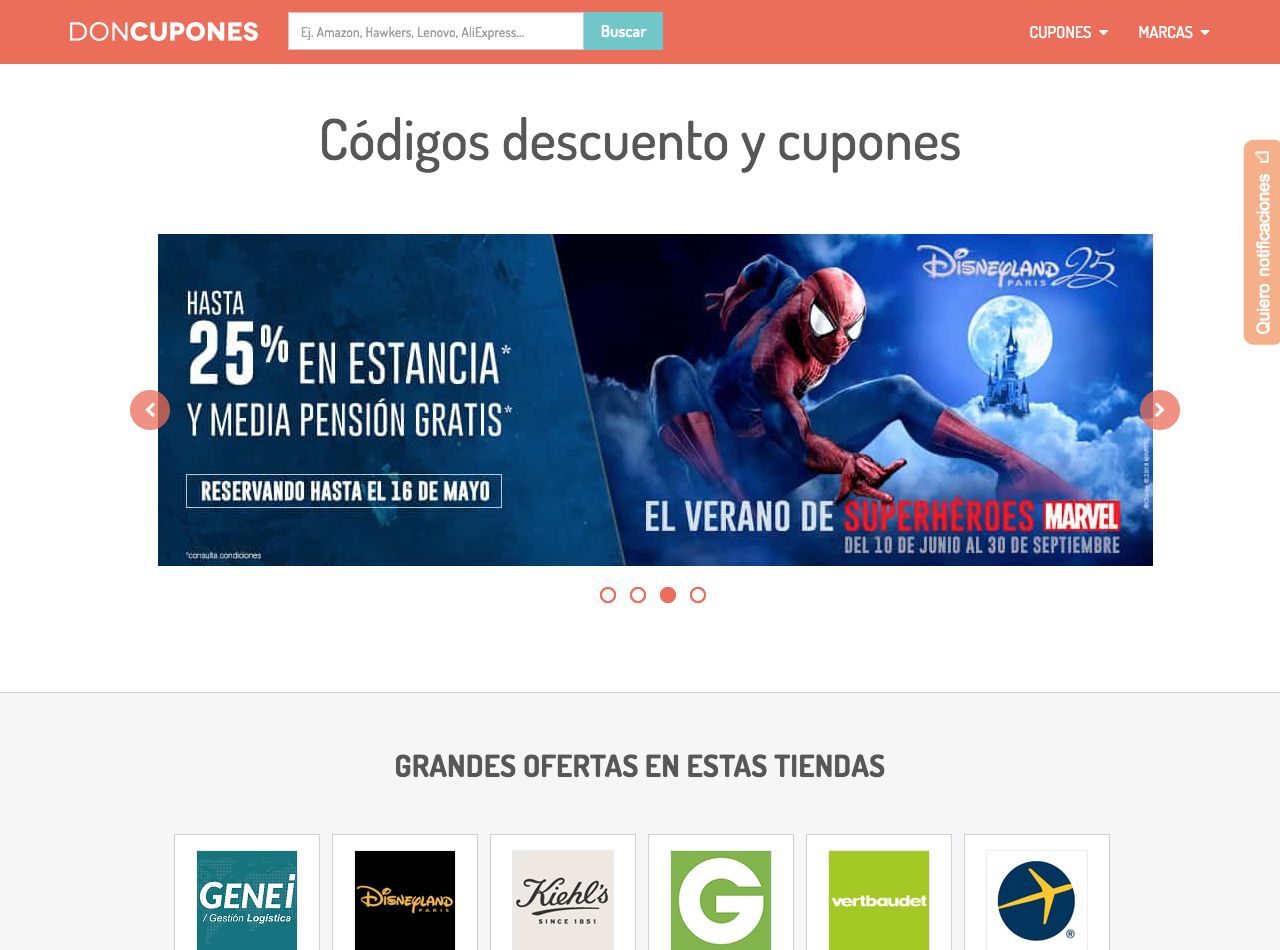 DONCUPONES
Ej. Amazon, Hawkers, Lenovo, AliExpress...
Buscar
CUPONES
MARCAS
Códigos descuento y cupones
Quiero notificaciones
HASTA
25% EN ESTANCIA*
Y MEDIA PENSIÓN GRATIS*
RESERVANDO HASTA EL 16 DE MAYO
*consulta condiciones
DISNEYLAND 25
PARIS
EL VERANO DE SUPERHÉROES MARVEL
DEL 10 DE JUNIO AL 30 DE SEPTIEMBRE
GRANDES OFERTAS EN ESTAS TIENDAS
GENEI
/ Gestión Logística
DISNEYLAND
PARIS
Kiehl's
SINCE 1851
G
vertbaudet
®